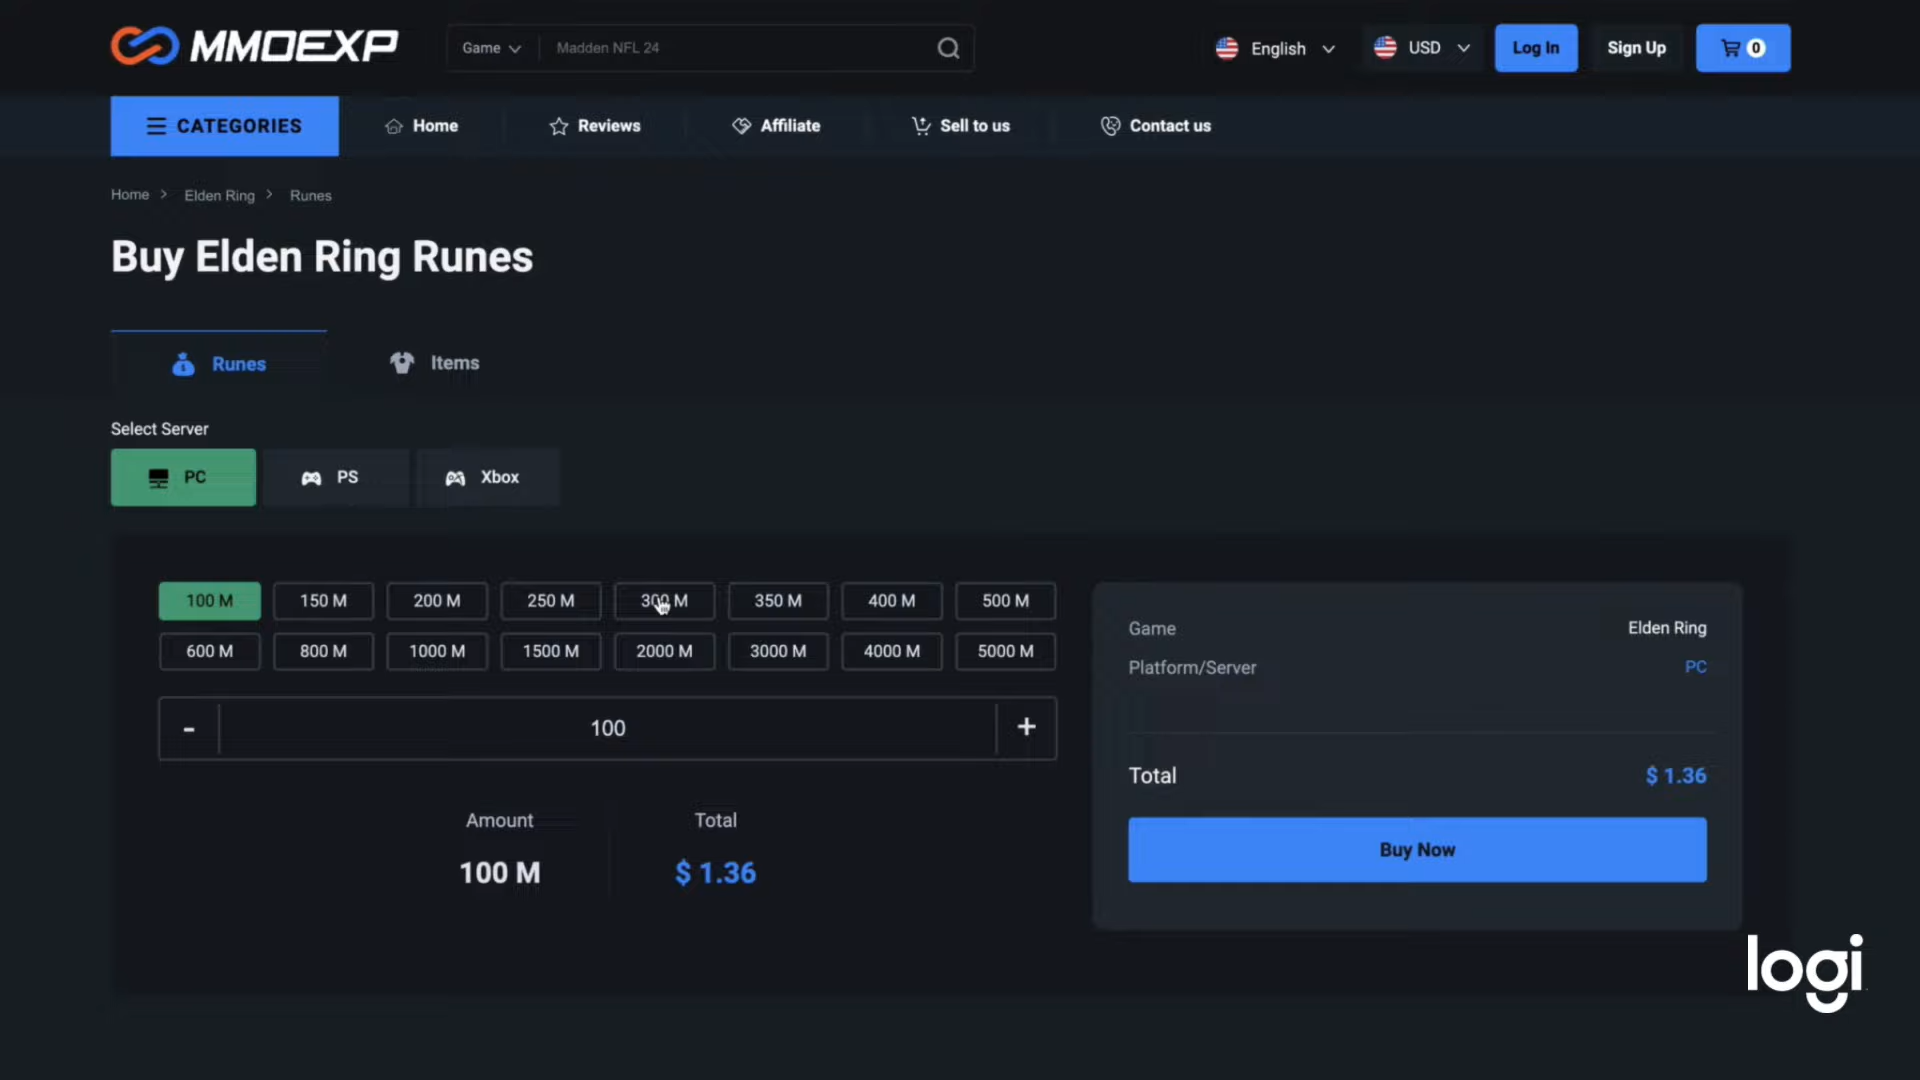 MMOEXP
Game
Madden NFL 24
English
USD
Log In
Sign Up
0
CATEGORIES
Home
Reviews
Affiliate
Sell to us
Contact us
Home > Elden Ring > Runes
Buy Elden Ring Runes
Runes
Items
Select Server
PC
PS
Xbox
100 M
150 M
200 M
250 M
300 M
350 M
400 M
500 M
600 M
800 M
1000 M
1500 M
2000 M
3000 M
4000 M
5000 M
- 100 +
Amount
Total
100 M
$ 1.36
Game
Elden Ring
Platform/Server
PC
Total
$ 1.36
Buy Now
logi